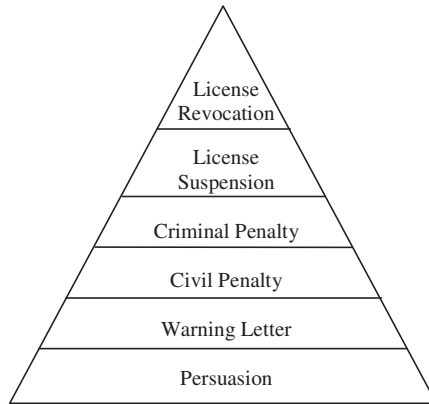 License
Revocation
License
Suspension
Criminal Penalty
Civil Penalty
Warning Letter
Persuasion